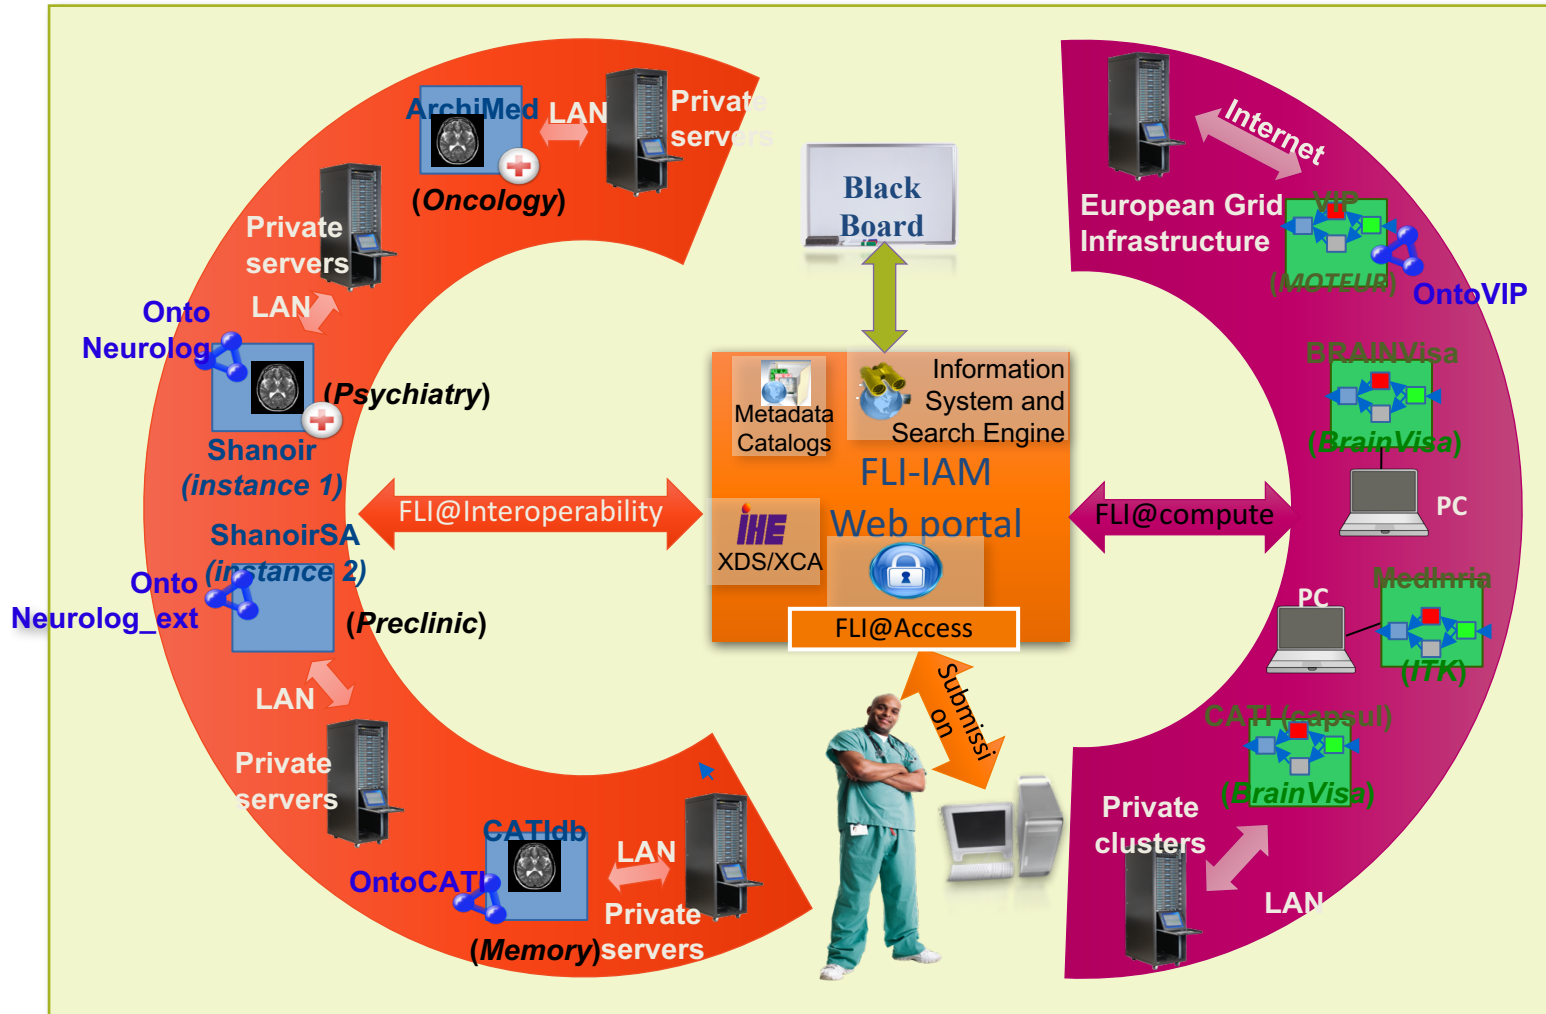 ArchiMed
LAN
Private
servers
(Oncology)
Private
servers
LAN
Onto
Neurolog
(Psychiatry)
Shanoir
(instance 1)
ShanoirSA
(instance 2)
Onto
Neurolog_ext
(Preclinic)
LAN
Private
servers
CATIdb
OntoCATI
LAN
Private
servers
(Memory)
FLI@Interoperability
Black
Board
Metadata
Catalogs
Information
System and
Search Engine
FLI-IAM
Web portal
IHE
XDS/XCA
FLI@Access
Submissi
on
FLI@compute
Internet
European Grid
Infrastructure
VIP
(MOTEUR)
OntoVIP
BRAINVisa
(BrainVisa)
PC
MedInria
PC
(ITK)
CATI (capsul)
(BrainVisa)
Private
clusters
LAN